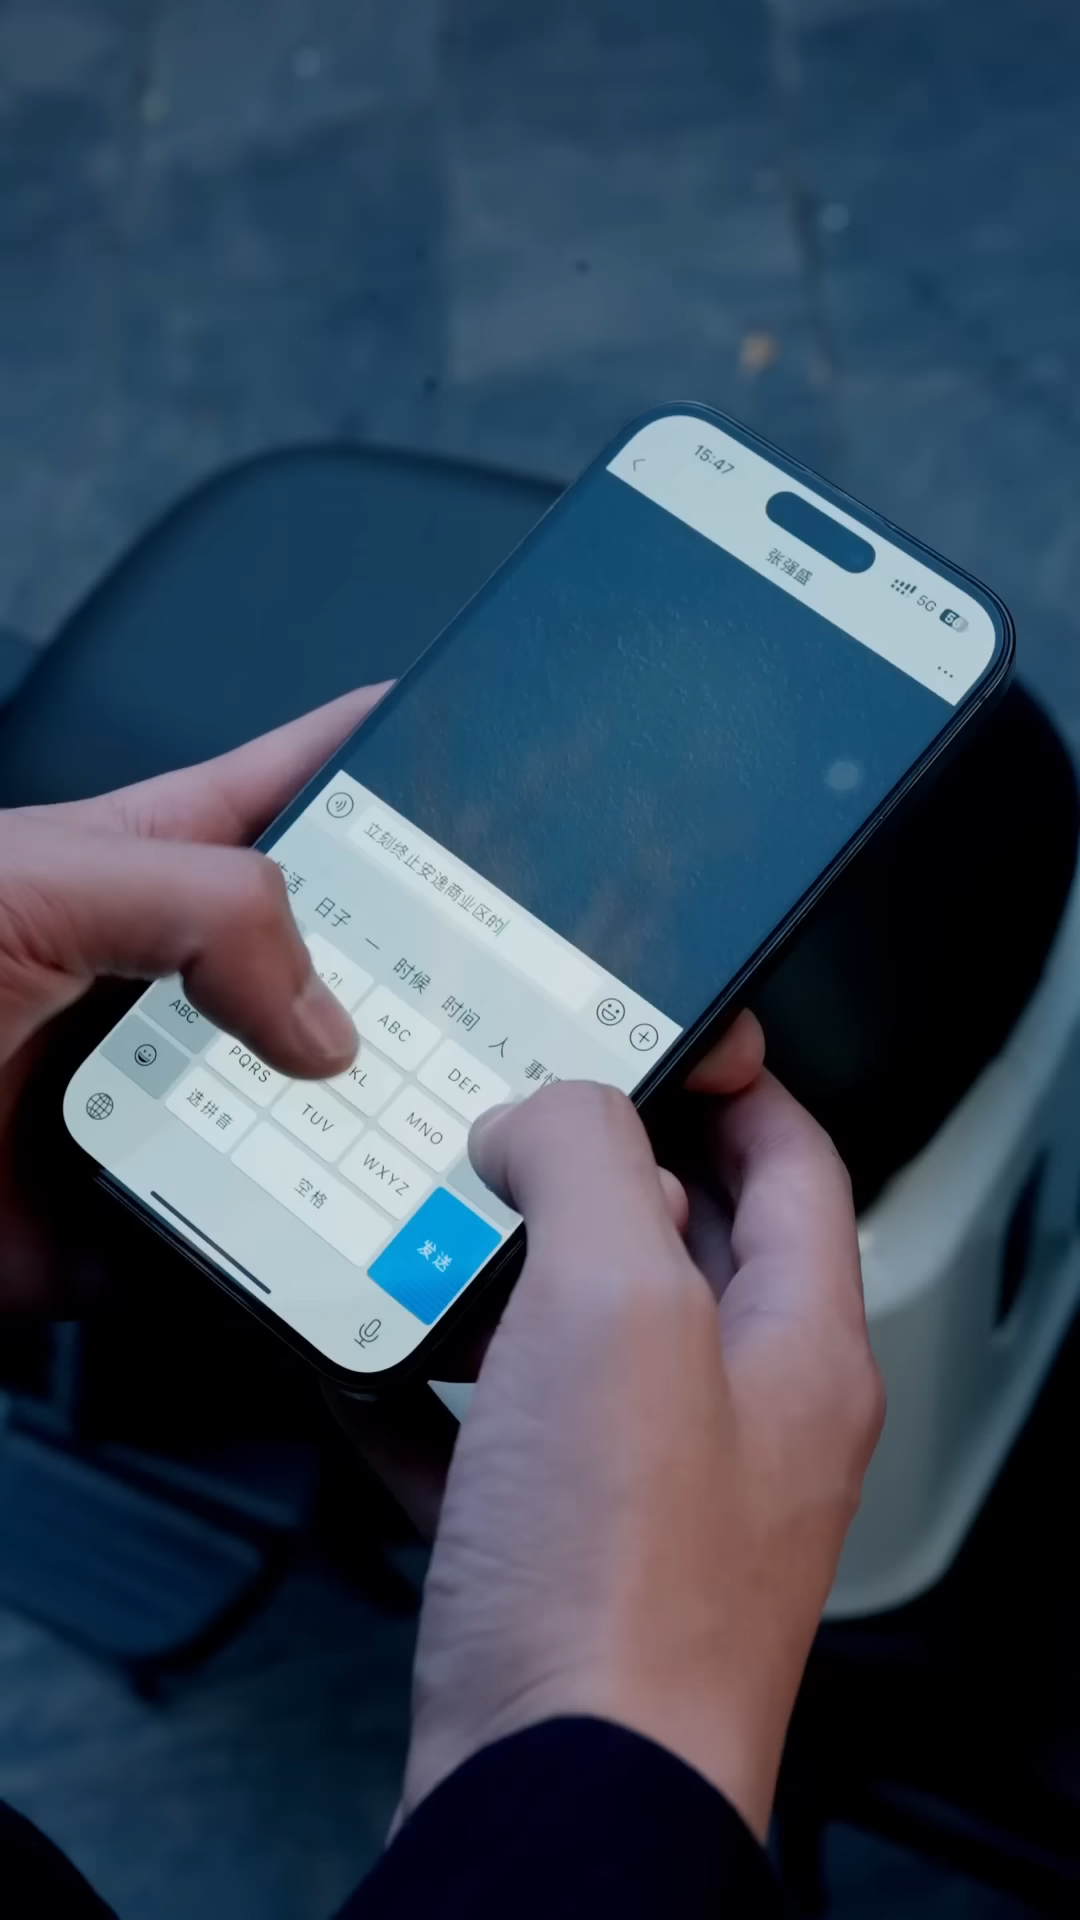 15:47
张强盛
5G
立刻终止安逸商业区的
生活 日子 一 时候 时间 人
ABC DEF
ABC
PQRS MNO
TUV WXYZ
选拼音 空格 发送